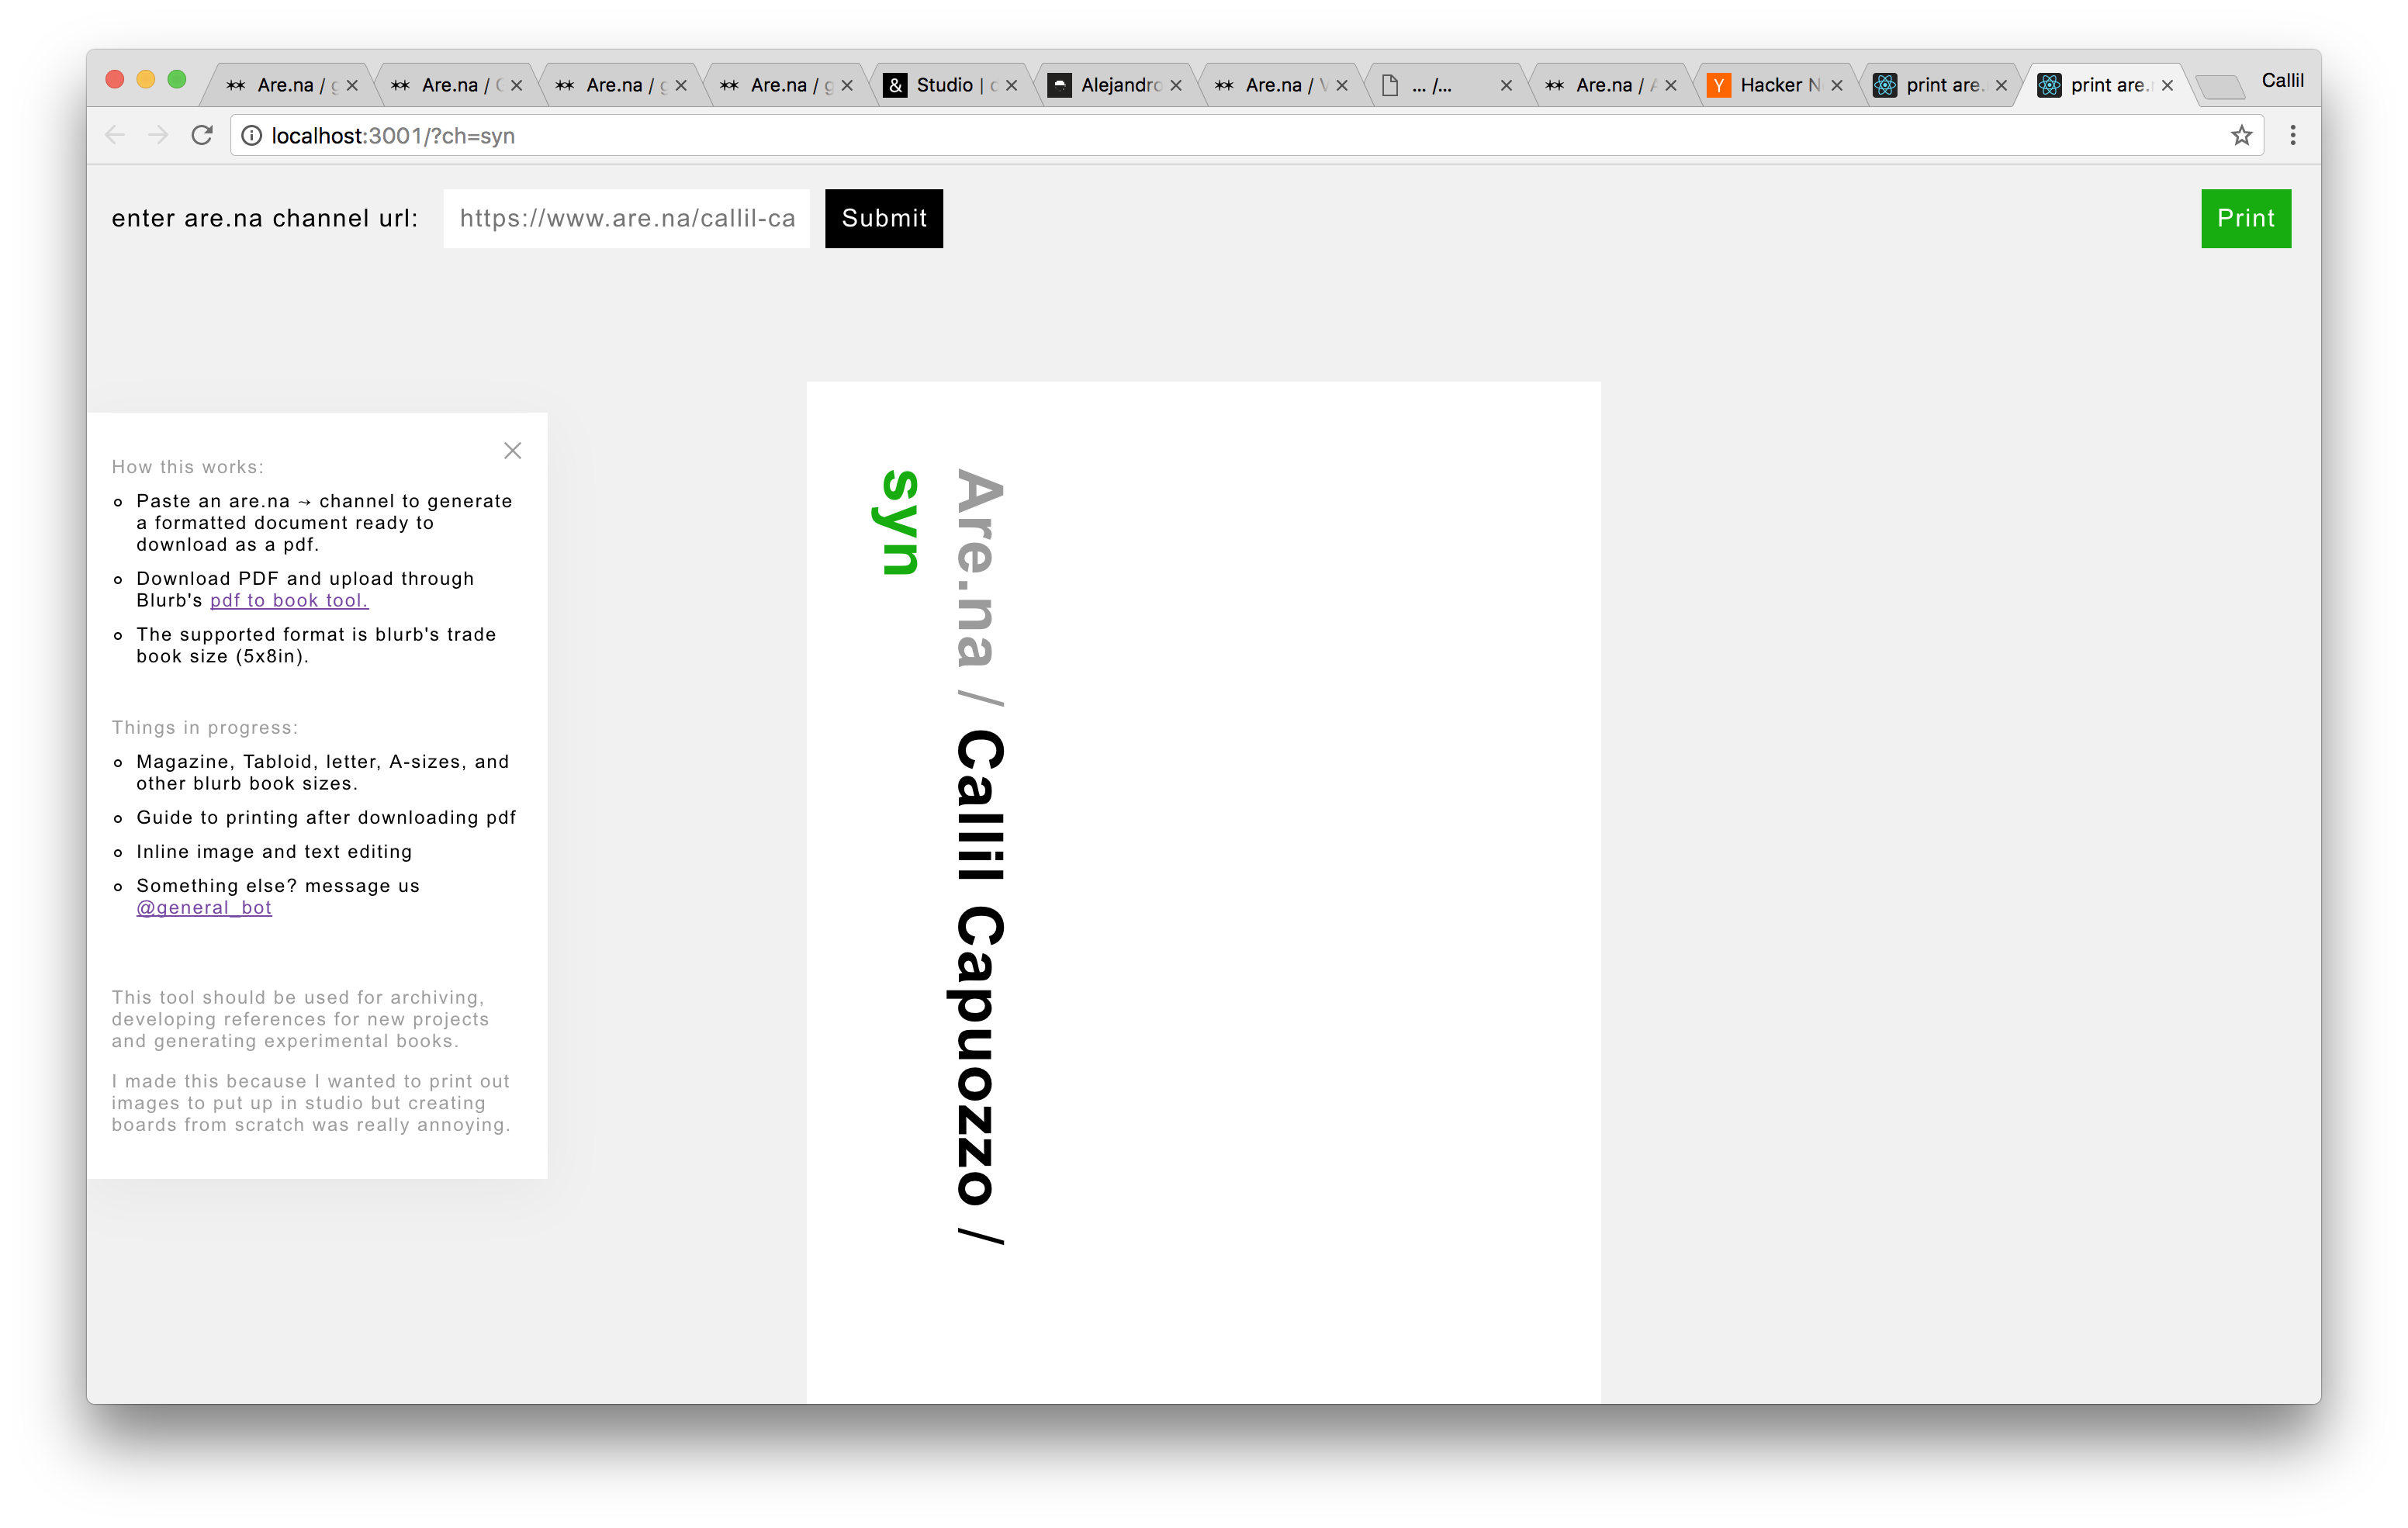 Are.na / g
Are.na / C
Are.na / g
Are.na / g
& Studio | c
Alejandro
Are.na / V
... /...
Are.na / A
Y Hacker N
print are.
print are.
Callil
localhost:3001/?ch=syn
enter are.na channel url:
https://www.are.na/callil-ca
Submit
Print
How this works:
Paste an are.na → channel to generate
a formatted document ready to
download as a pdf.
Download PDF and upload through
Blurb's pdf to book tool.
The supported format is blurb's trade
book size (5x8in).
Things in progress:
Magazine, Tabloid, letter, A-sizes, and
other blurb book sizes.
Guide to printing after downloading pdf
Inline image and text editing
Something else? message us
@general_bot
This tool should be used for archiving,
developing references for new projects
and generating experimental books.
I made this because I wanted to print out
images to put up in studio but creating
boards from scratch was really annoying.
Are.na / Callil Capuozzo /
syn